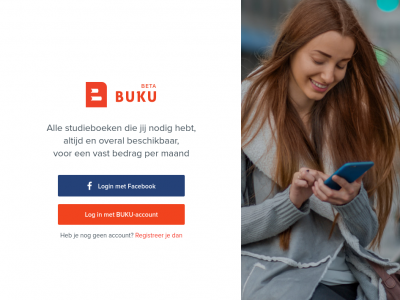 BETA
BUKU
Alle studieboeken die jij nodig hebt,
altijd en overal beschikbaar,
voor een vast bedrag per maand
Login met Facebook
Log in met BUKU-account
Heb je nog geen account? Registreer je dan